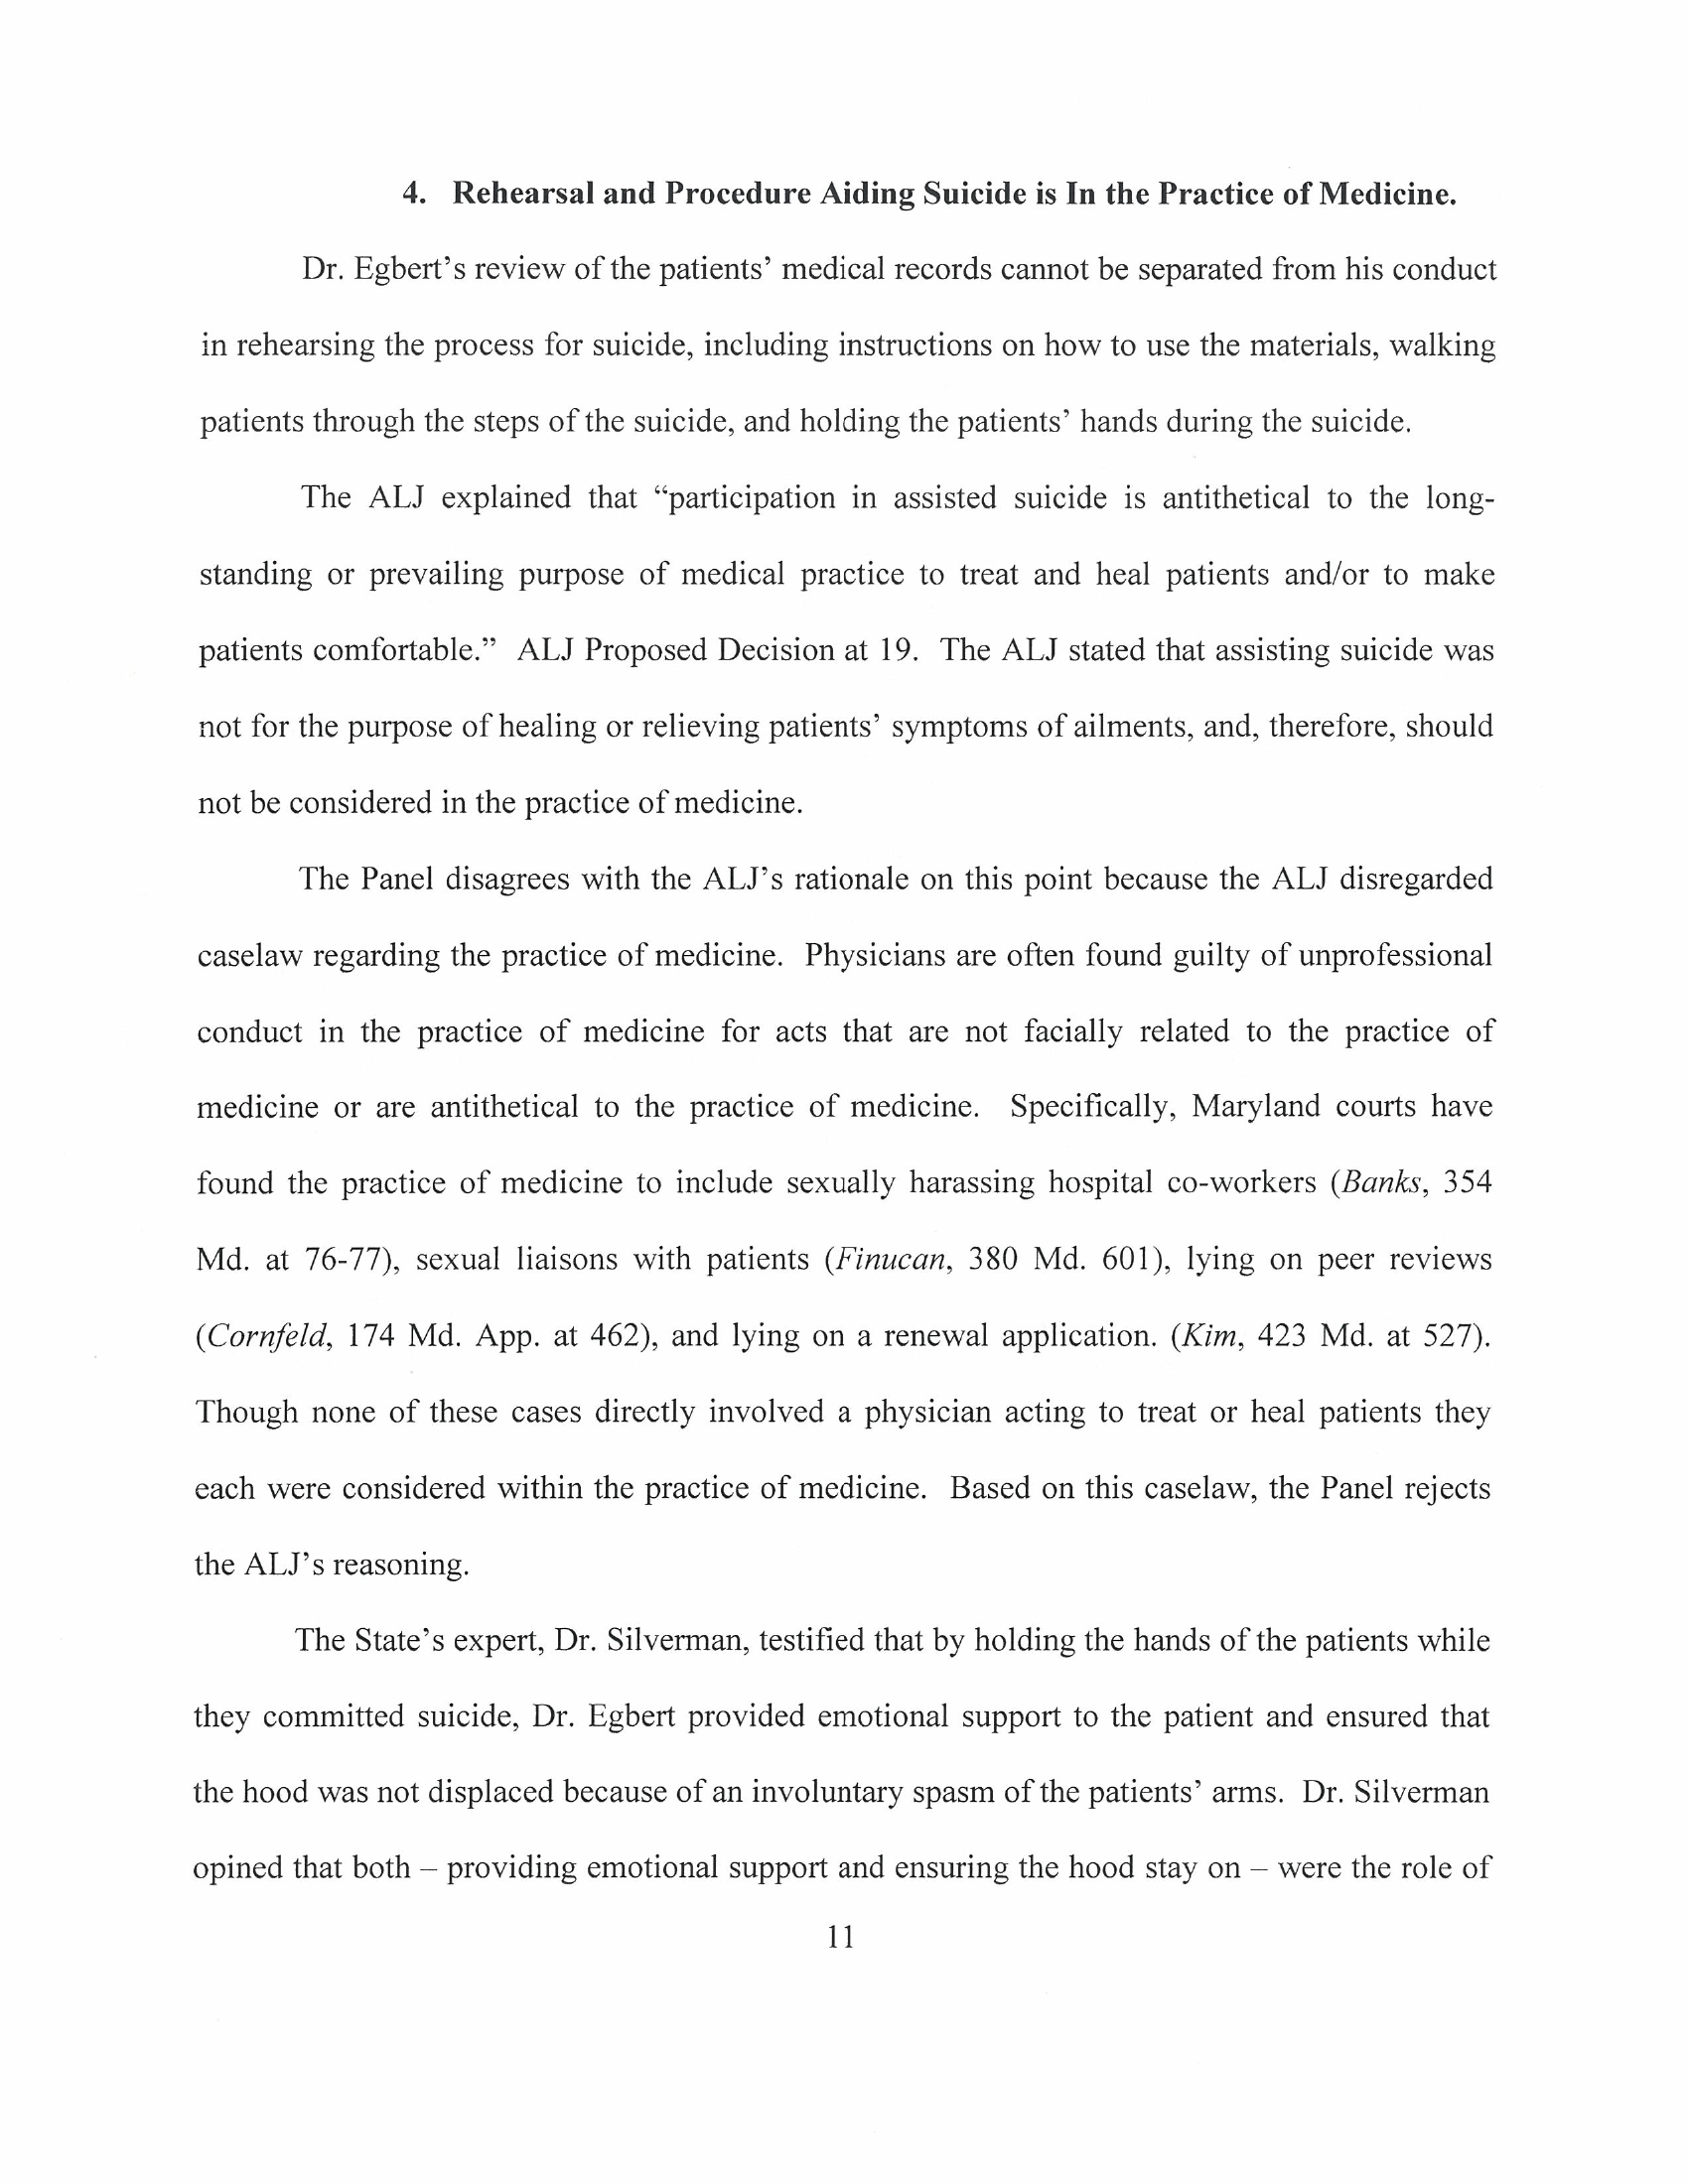 4. Rehearsal and Procedure Aiding Suicide is In the Practice of Medicine.
Dr. Egbert’s review of the patients’ medical records cannot be separated from his conduct
in rehearsing the process for suicide, including instructions on how to use the materials, walking
patients through the steps of the suicide, and holding the patients’ hands during the suicide.
The ALJ explained that “participation in assisted suicide is antithetical to the long-
standing or prevailing purpose of medical practice to treat and heal patients and/or to make
patients comfortable.” ALJ Proposed Decision at 19. The ALJ stated that assisting suicide was
not for the purpose of healing or relieving patients’ symptoms of ailments, and, therefore, should
not be considered in the practice of medicine.
The Panel disagrees with the ALJ’s rationale on this point because the ALJ disregarded
caselaw regarding the practice of medicine. Physicians are often found guilty of unprofessional
conduct in the practice of medicine for acts that are not facially related to the practice of
medicine or are antithetical to the practice of medicine. Specifically, Maryland courts have
found the practice of medicine to include sexually harassing hospital co-workers (Banks, 354
Md. at 76-77), sexual liaisons with patients (Finucan, 380 Md. 601), lying on peer reviews
(Cornfeld, 174 Md. App. at 462), and lying on a renewal application. (Kim, 423 Md. at 527).
Though none of these cases directly involved a physician acting to treat or heal patients they
each were considered within the practice of medicine. Based on this caselaw, the Panel rejects
the ALJ’s reasoning.
The State’s expert, Dr. Silverman, testified that by holding the hands of the patients while
they committed suicide, Dr. Egbert provided emotional support to the patient and ensured that
the hood was not displaced because of an involuntary spasm of the patients’ arms. Dr. Silverman
opined that both – providing emotional support and ensuring the hood stay on – were the role of
11